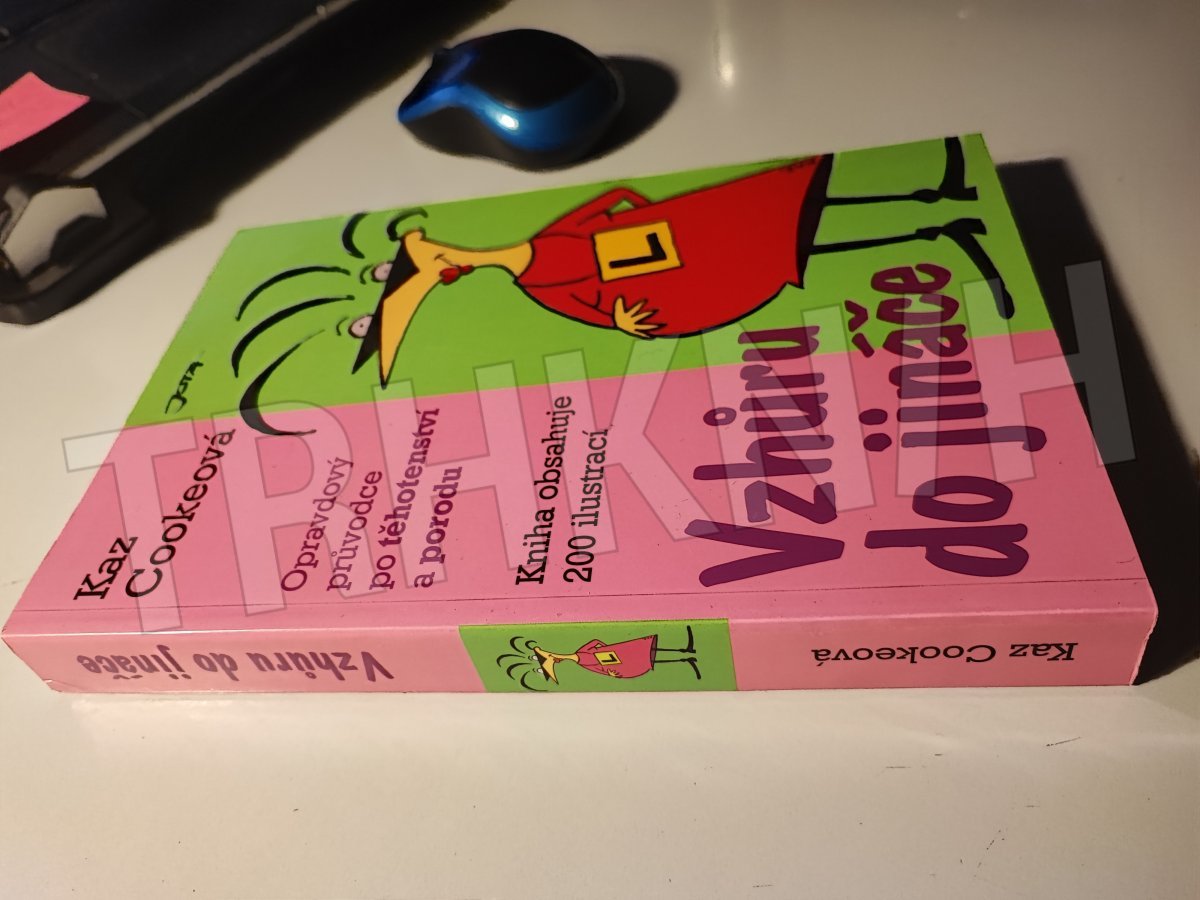 Kaz
Cookeová
Opravdový
průvodce
po těhotenství
a porodu
Kniha obsahuje
200 ilustrací
Vzhůru
do jináče
L
JOTA
Vzhůru do jináče
L
Kaz Cookeová
TRHKNIH